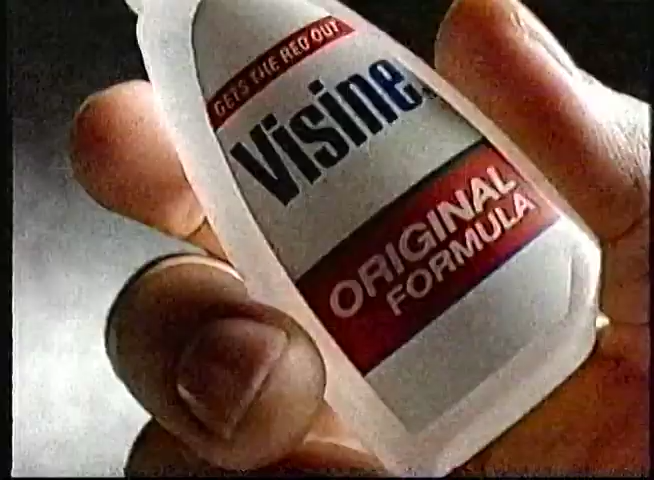 GETS THE RED OUT
Visine
ORIGINAL
FORMULA